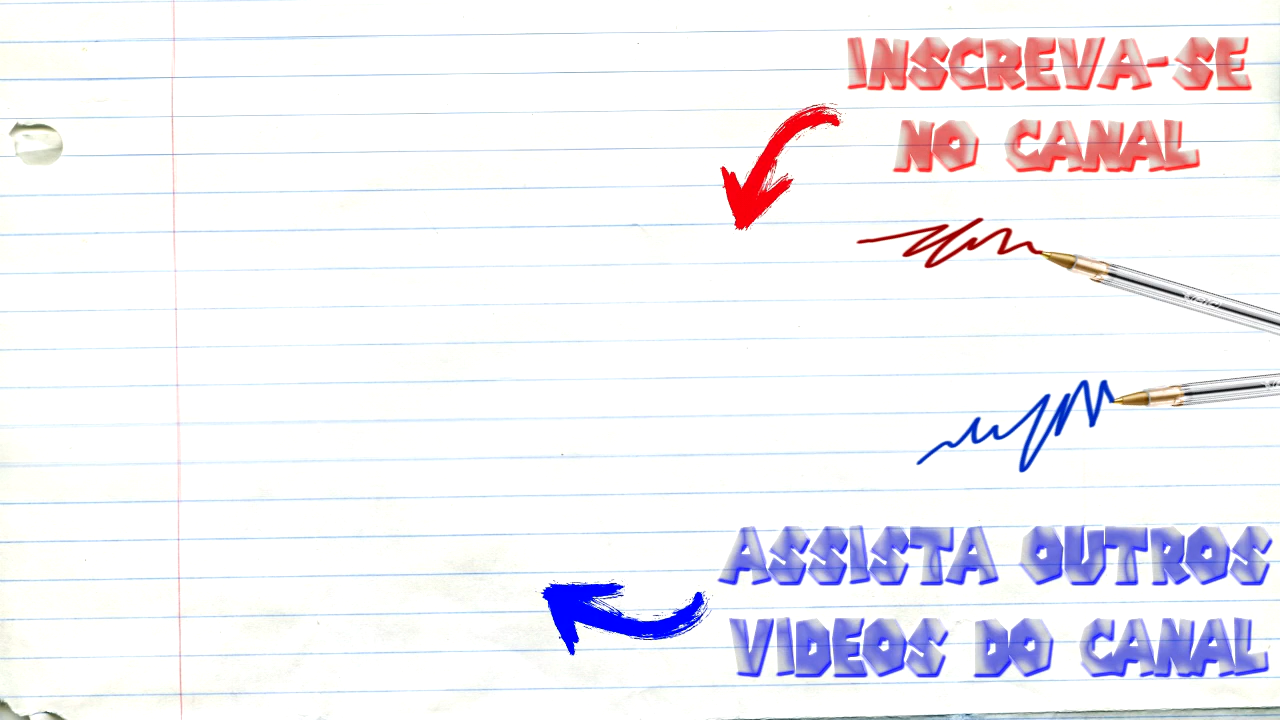 INSCREVA-SE
NO CANAL
ASSISTA OUTROS
VIDEOS DO CANAL